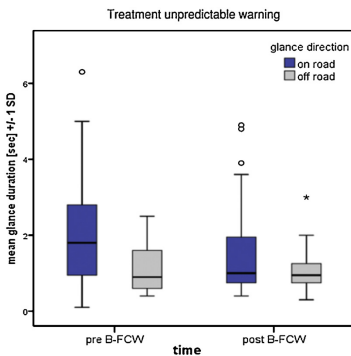 Treatment unpredictable warning
glance direction
on road
off road
mean glance duration [sec] +/-1 SD
6
4
2
0
pre B-FCW
post B-FCW
time